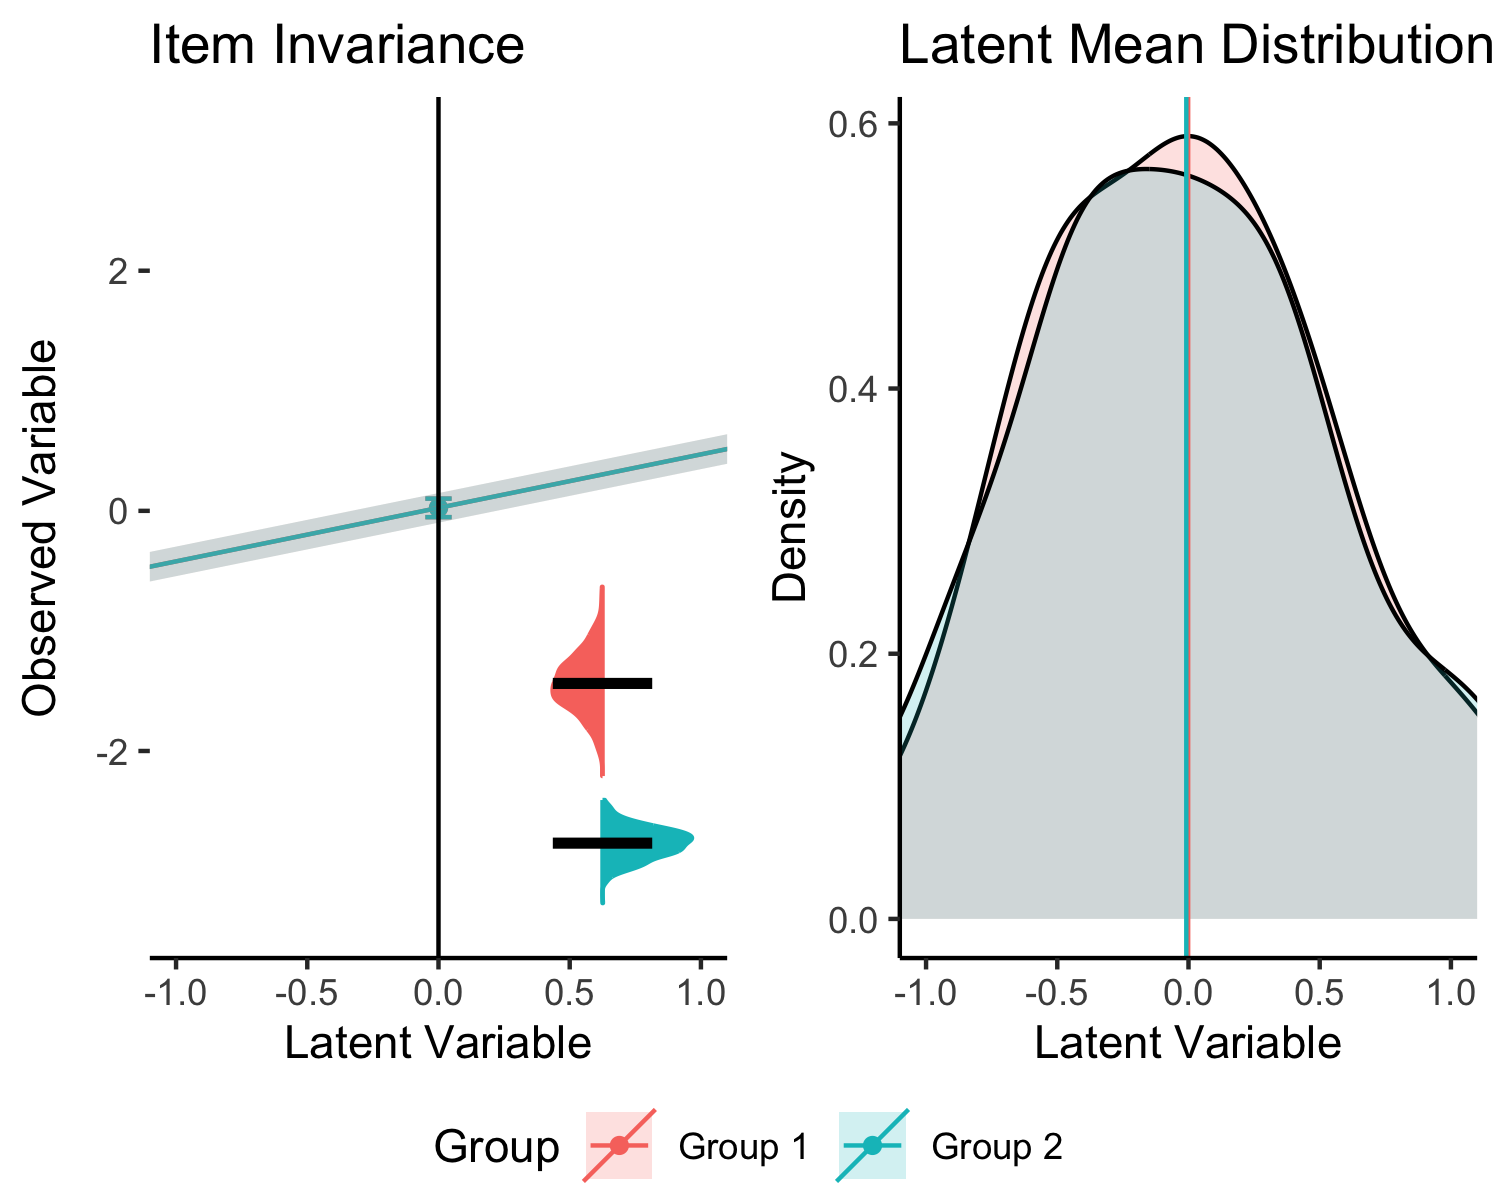 Item Invariance
Observed Variable
2
0
-2
-1.0 -0.5 0.0 0.5 1.0
Latent Variable
Latent Mean Distribution
Density
0.6
0.4
0.2
0.0
-1.0 -0.5 0.0 0.5 1.0
Latent Variable
Group Group 1 Group 2